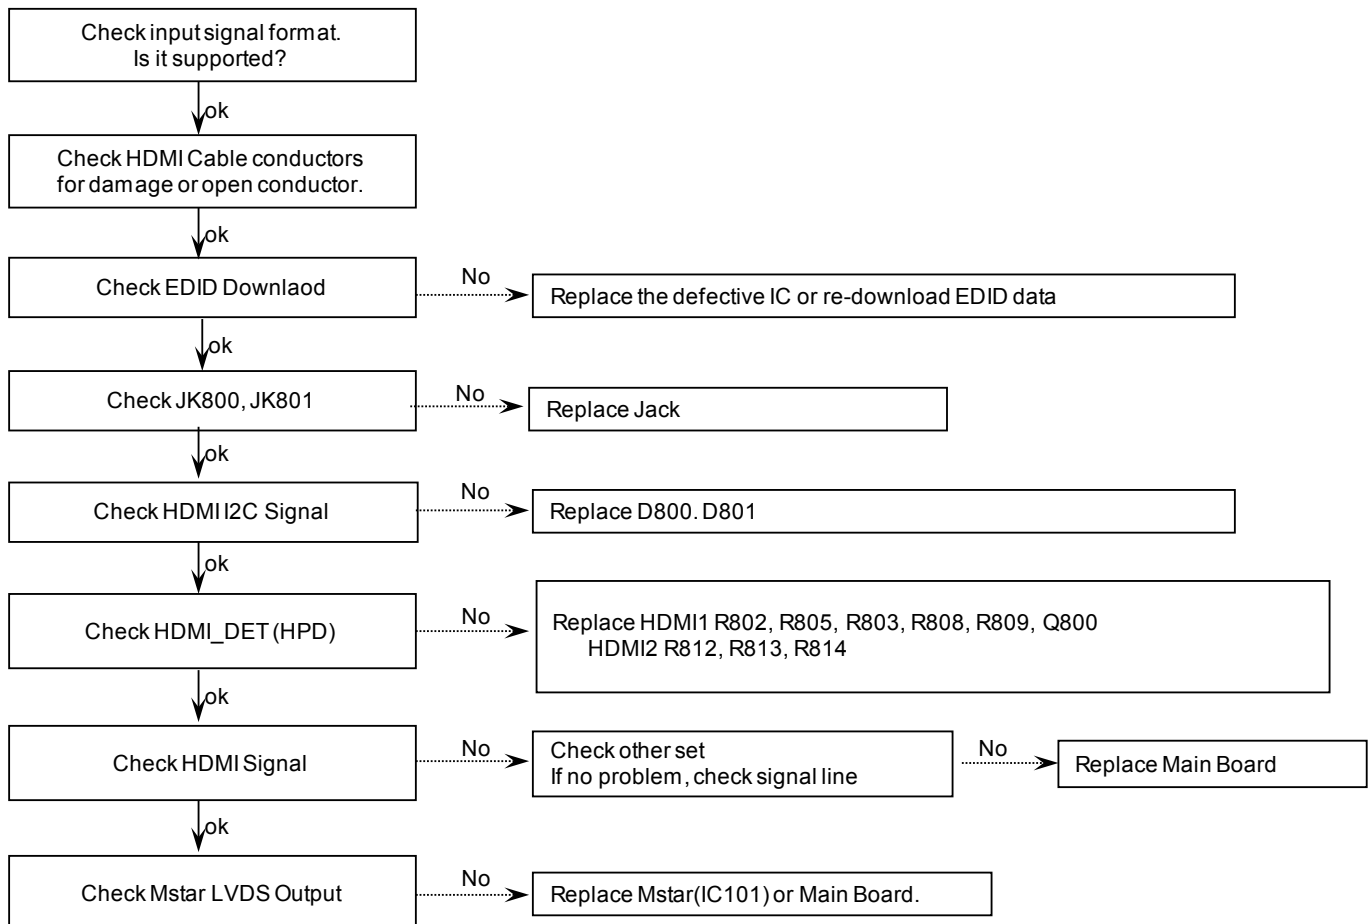 Check input signal format.
Is it supported?
ok
Check HDMI Cable conductors
for damage or open conductor.
ok
Check EDID Downlaod
No
Replace the defective IC or re-download EDID data
ok
Check JK800, JK801
No
Replace Jack
ok
Check HDMI I2C Signal
No
Replace D800. D801
ok
Check HDMI_DET (HPD)
No
Replace HDMI1 R802, R805, R803, R808, R809, Q800
HDMI2 R812, R813, R814
ok
Check HDMI Signal
No
Check other set
If no problem, check signal line
No
Replace Main Board
ok
Check Mstar LVDS Output
No
Replace Mstar(IC101) or Main Board.